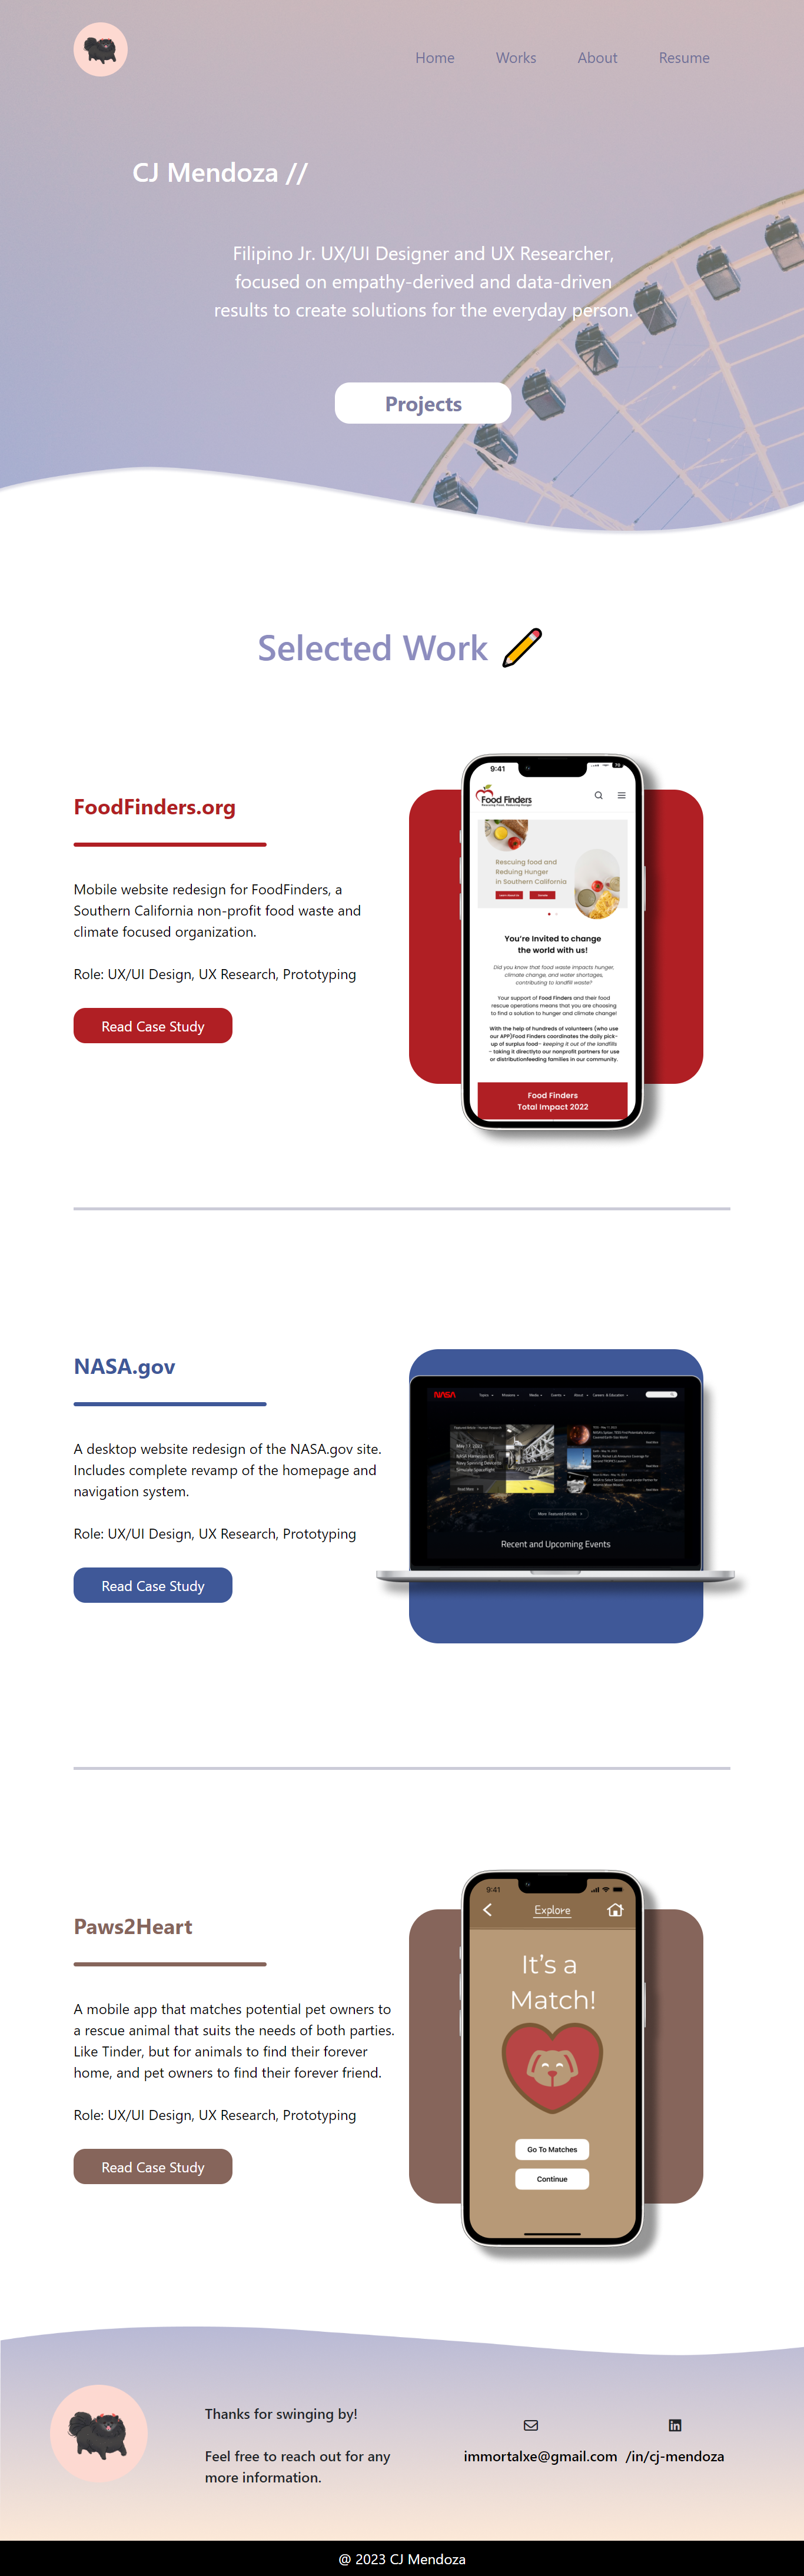 Home Works About Resume
CJ Mendoza //
Filipino Jr. UX/UI Designer and UX Researcher,
focused on empathy-derived and data-driven
results to create solutions for the everyday person.
Projects
Selected Work
FoodFinders.org
Mobile website redesign for FoodFinders, a
Southern California non-profit food waste and
climate focused organization.
Role: UX/UI Design, UX Research, Prototyping
Read Case Study
9:41
Food Finders
Rescuing food and
Reduing Hunger
in Southern California
You're Invited to change
the world with us!
Did you know that food waste impacts hunger,
climate change, and water shortages,
contributing to landfill waste?
Your support of Food Finders and their food
rescue operations means that you are choosing
to find a solution to hunger and climate change!
With the help of hundreds of volunteers (who use
our APP)Food Finders coordinates the daily pick-
up of surplus food- keeping it out of the landfills
- taking it directlyto our nonprofit partners for use
or distributionfeeding families in our community.
Food Finders
Total Impact 2022
NASA.gov
A desktop website redesign of the NASA.gov site.
Includes complete revamp of the homepage and
navigation system.
Role: UX/UI Design, UX Research, Prototyping
Read Case Study
NASA Topics Missions Media Events About Careers & Education
More Featured Articles
Recent and Upcoming Events
Paws2Heart
A mobile app that matches potential pet owners to
a rescue animal that suits the needs of both parties.
Like Tinder, but for animals to find their forever
home, and pet owners to find their forever friend.
Role: UX/UI Design, UX Research, Prototyping
Read Case Study
9:41
Explore
It's a
Match!
Go To Matches
Continue
Thanks for swinging by!
Feel free to reach out for any
more information.
immortalxe@gmail.com /in/cj-mendoza
@ 2023 CJ Mendoza